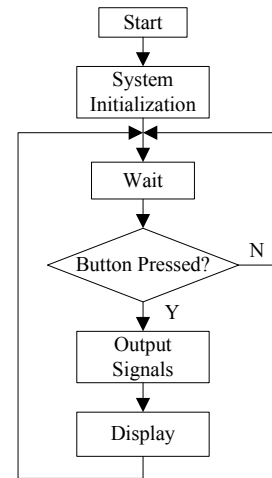 Start
System
Initialization
Wait
Button Pressed?
N
Y
Output
Signals
Display